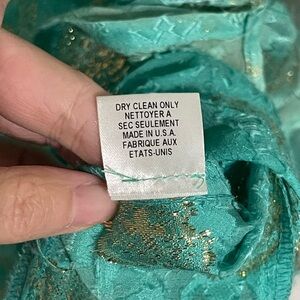 DRY CLEAN ONLY
NETTOYER A
SEC SEULEMENT
MADE IN U.S.A.
FABRIQUE AUX
ETATS-UNIS